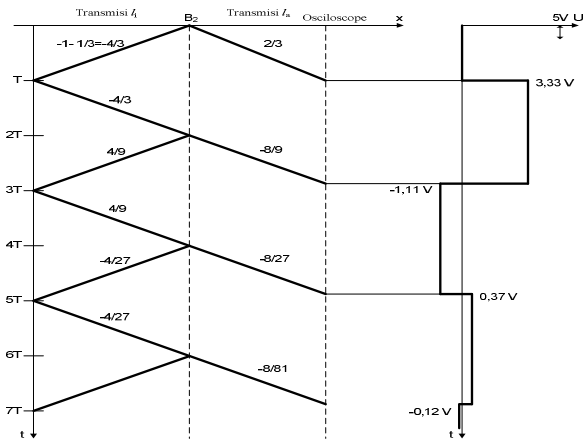 Transmisi l₁ B₂ Transmisi lₐ Osciloscope x 5V U
-1- 1/3=-4/3 2/3
T 3,33 V
-4/3
2T
4/9 -8/9
3T -1,11 V
4/9
4T
-4/27 -8/27
5T 0,37 V
-4/27
6T
-8/81
7T -0,12 V
t t